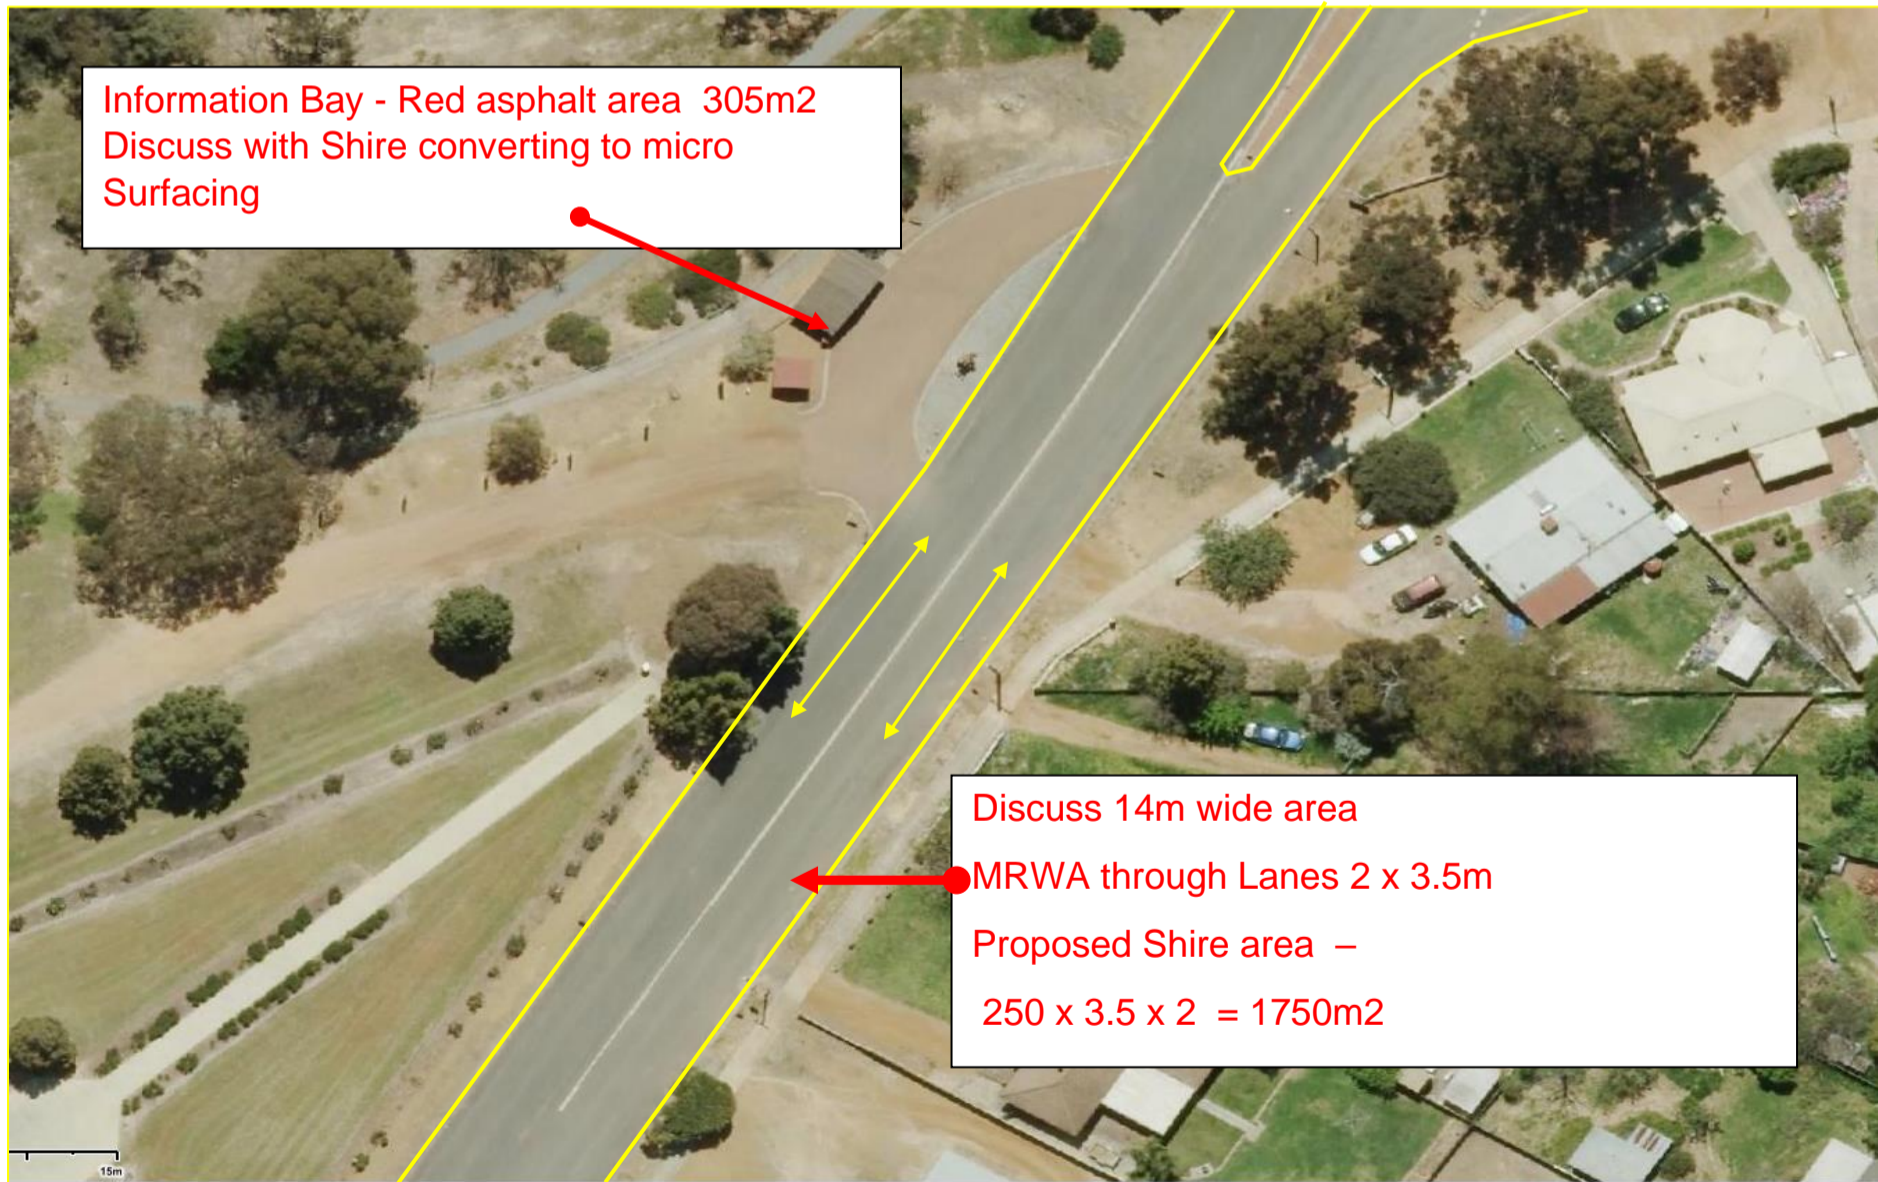 Information Bay - Red asphalt area 305m2
Discuss with Shire converting to micro
Surfacing
Discuss 14m wide area
MRWA through Lanes 2 x 3.5m
Proposed Shire area –
250 x 3.5 x 2 = 1750m2
15m